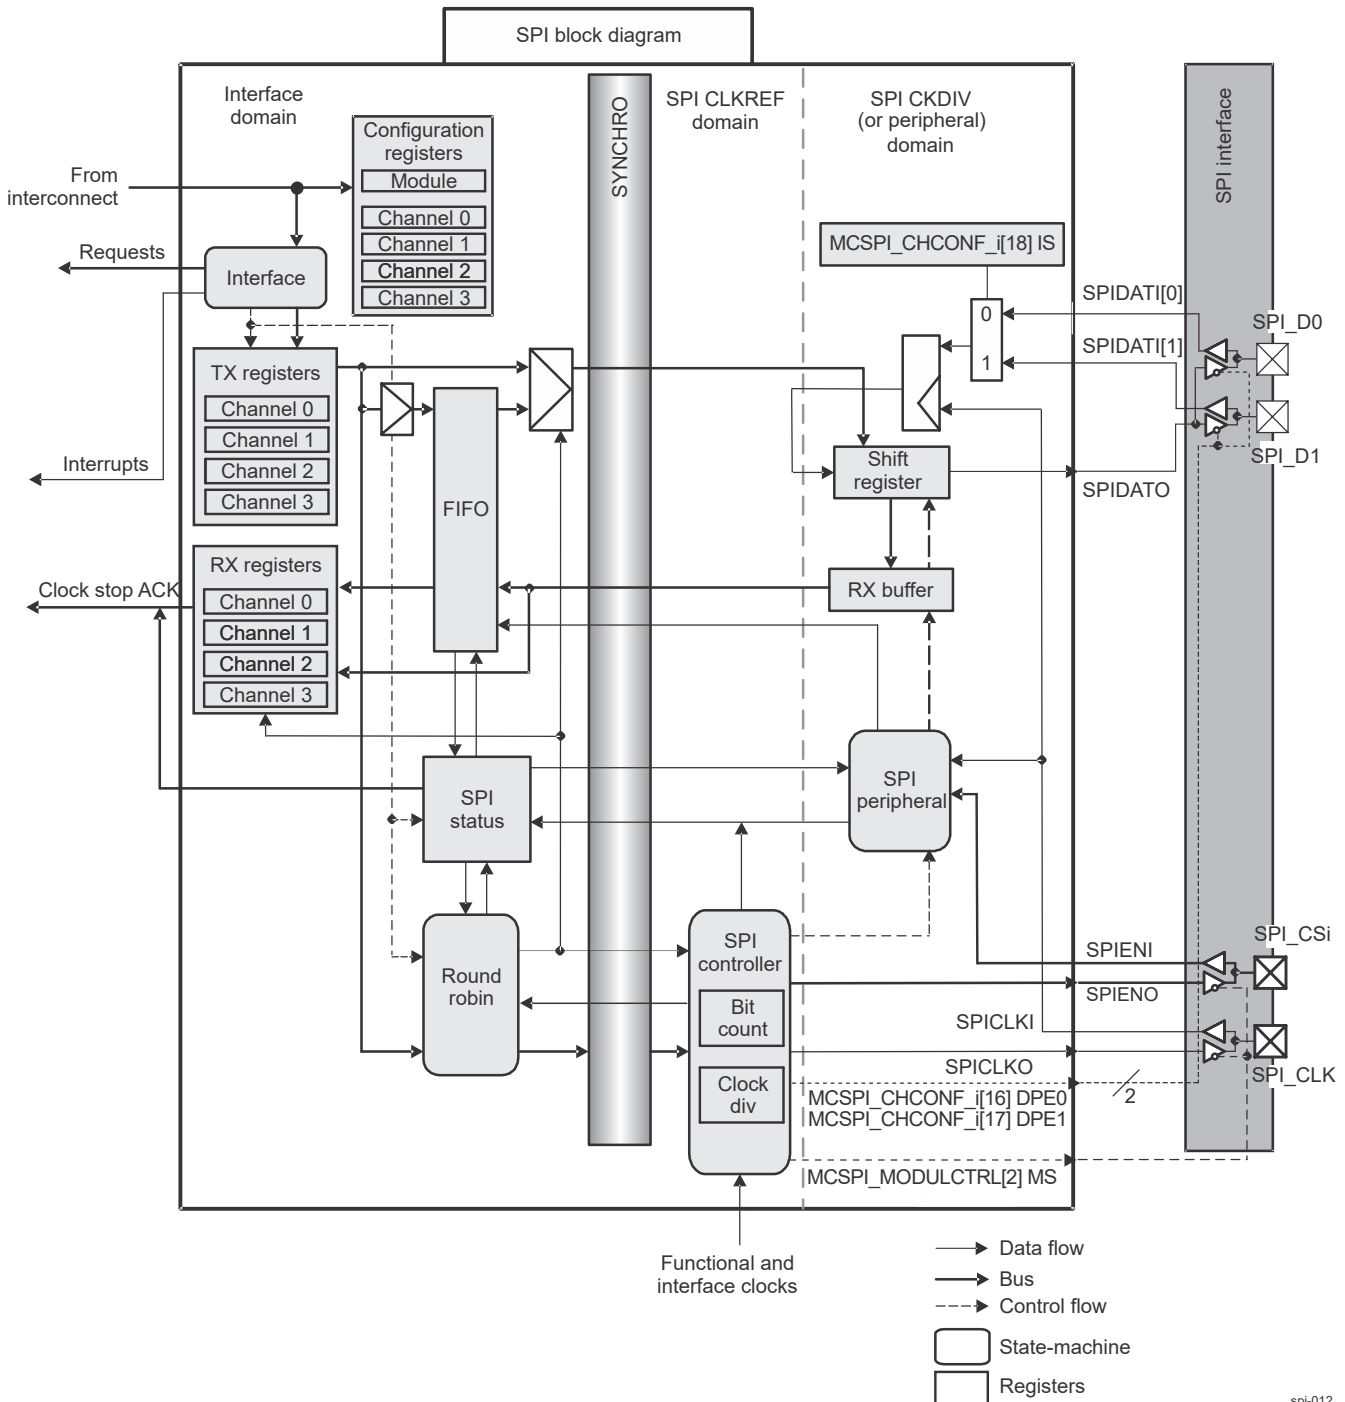 SPI block diagram
Interface
domain
Configuration
registers
Module
Channel 0
Channel 1
Channel 2
Channel 3
SYNCHRO
SPI CLKREF
domain
SPI CKDIV
(or peripheral)
domain
SPI interface
From
interconnect
Requests
Interface
Interrupts
Clock stop ACK
TX registers
Channel 0
Channel 1
Channel 2
Channel 3
RX registers
Channel 0
Channel 1
Channel 2
Channel 3
FIFO
MCSPI_CHCONF_i[18] IS
0
1
SPIDATI[0]
SPIDATI[1]
SPI_D0
SPI_D1
Shift
register
SPIDATO
RX buffer
SPI
status
SPI
peripheral
Round
robin
SPI
controller
Bit
count
Clock
div
SPIENI
SPIENO
SPICLKI
SPICLKO
SPI_CSi
SPI_CLK
MCSPI_CHCONF_i[16] DPE0
MCSPI_CHCONF_i[17] DPE1
2
MCSPI_MODULCTRL[2] MS
Functional and
interface clocks
Data flow
Bus
Control flow
State-machine
Registers
spi-012